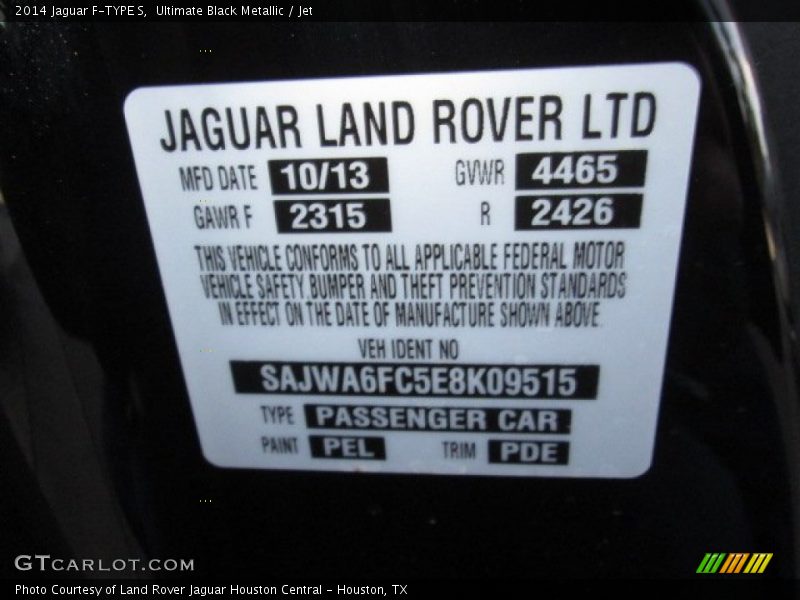 2014 Jaguar F-TYPE S,  Ultimate Black Metallic / Jet
JAGUAR LAND ROVER LTD
MFD DATE 10/13 GVWR 4465
GAWR F 2315 R 2426
THIS VEHICLE CONFORMS TO ALL APPLICABLE FEDERAL MOTOR
VEHICLE SAFETY, BUMPER AND THEFT PREVENTION STANDARDS
IN EFFECT ON THE DATE OF MANUFACTURE SHOWN ABOVE.
VEH IDENT NO
SAJWA6FC5E8K09515
TYPE PASSENGER CAR
PAINT PEL TRIM PDE
GTCARLOT.COM
Photo Courtesy of Land Rover Jaguar Houston Central - Houston, TX